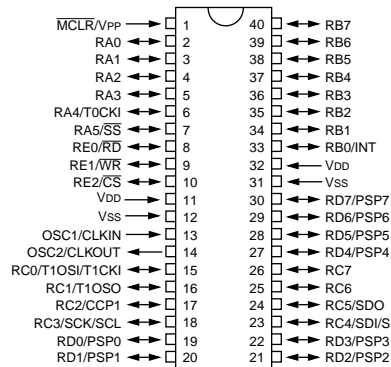 MCLR/VPP 1 40 RB7
RA0 2 39 RB6
RA1 3 38 RB5
RA2 4 37 RB4
RA3 5 36 RB3
RA4/T0CKI 6 35 RB2
RA5/SS 7 34 RB1
RE0/RD 8 33 RB0/INT
RE1/WR 9 32 VDD
RE2/CS 10 31 VSS
VDD 11 30 RD7/PSP7
VSS 12 29 RD6/PSP6
OSC1/CLKIN 13 28 RD5/PSP5
OSC2/CLKOUT 14 27 RD4/PSP4
RC0/T1OSI/T1CKI 15 26 RC7
RC1/T1OSO 16 25 RC6
RC2/CCP1 17 24 RC5/SDO
RC3/SCK/SCL 18 23 RC4/SDI/S
RD0/PSP0 19 22 RD3/PSP3
RD1/PSP1 20 21 RD2/PSP2